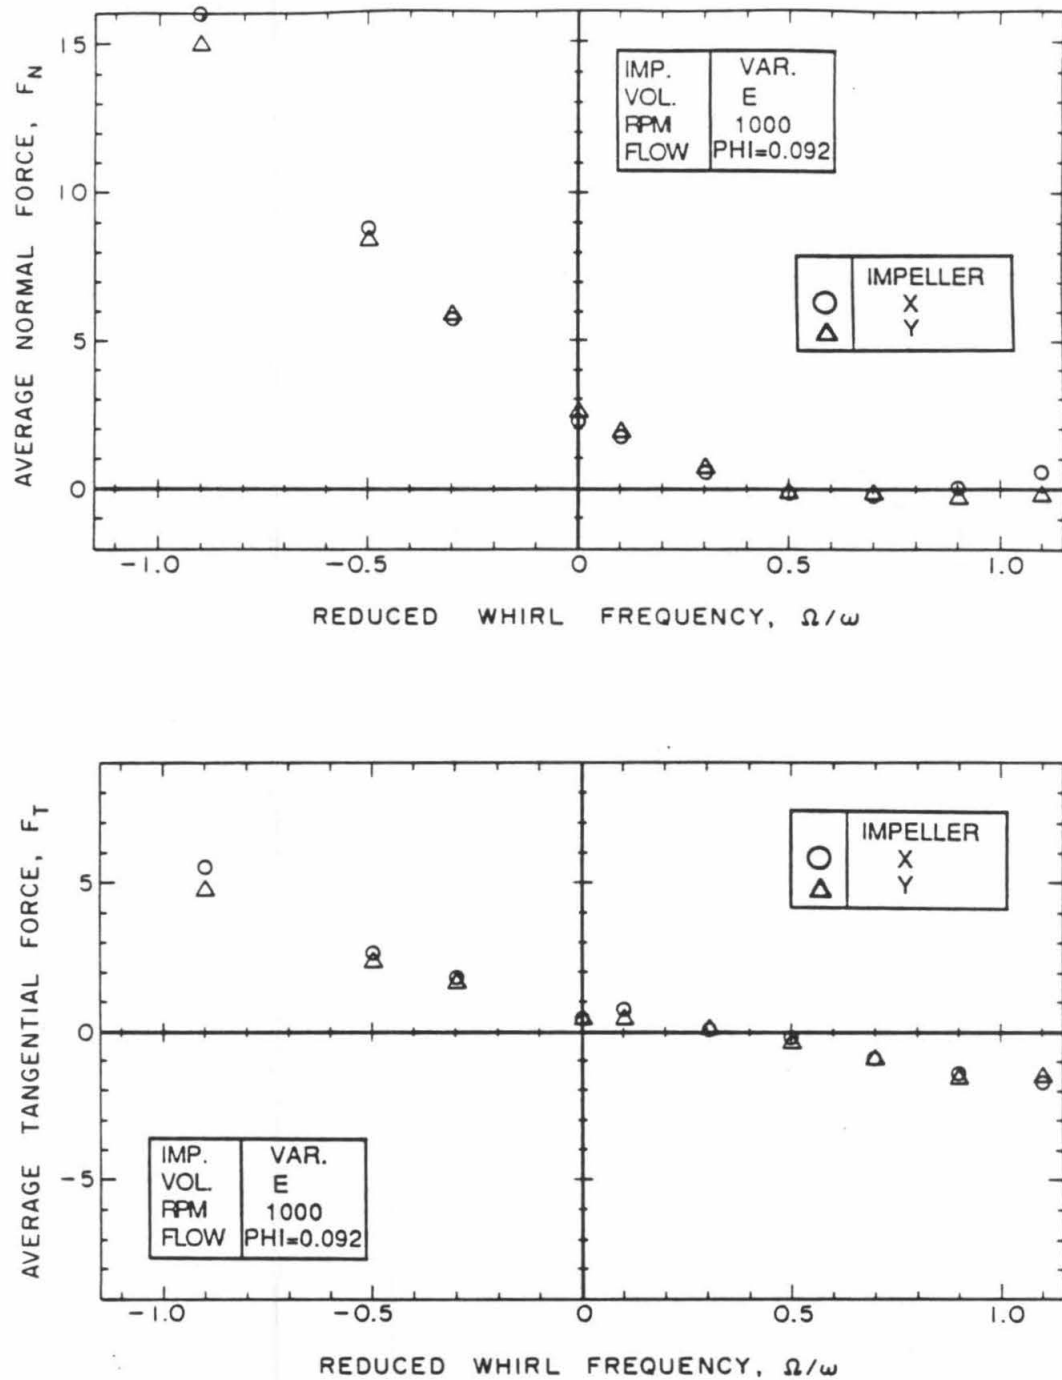 AVERAGE NORMAL FORCE, F_N
15
10
5
0
IMP. VAR.
VOL. E
RPM 1000
FLOW PHI=0.092
IMPELLER
X
Y
-1.0 -0.5 0 0.5 1.0
REDUCED WHIRL FREQUENCY, Ω/ω
AVERAGE TANGENTIAL FORCE, F_T
5
0
-5
IMPELLER
X
Y
IMP. VAR.
VOL. E
RPM 1000
FLOW PHI=0.092
-1.0 -0.5 0 0.5 1.0
REDUCED WHIRL FREQUENCY, Ω/ω